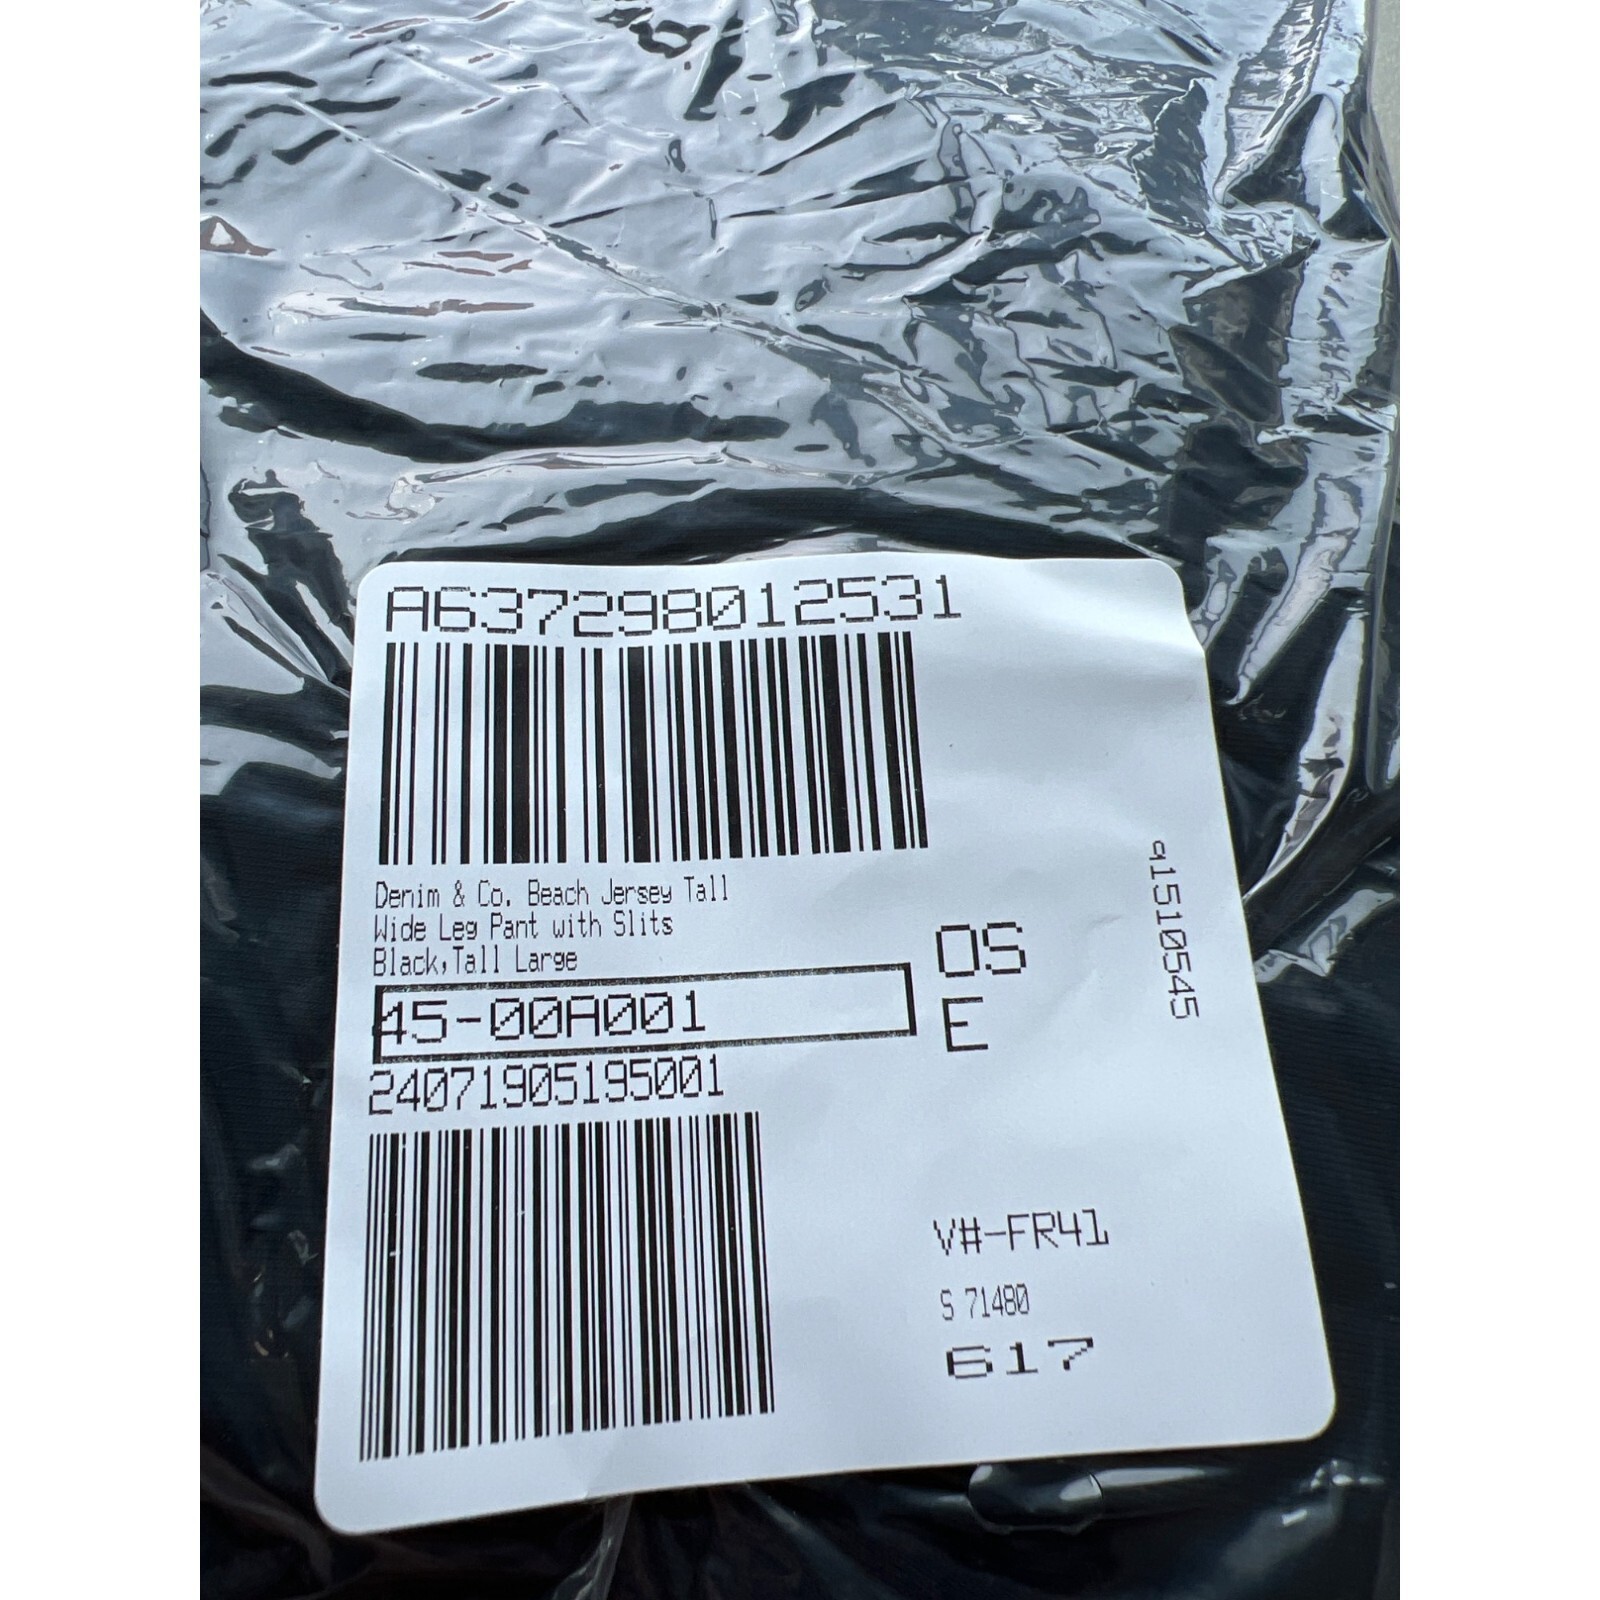 A637298012531
Denim & Co. Beach Jersey Tall
Wide Leg Pant with Slits
Black,Tall Large
45-00A001
24071905195001
OS
E
V#-FR41
S 71480
617
q1510545